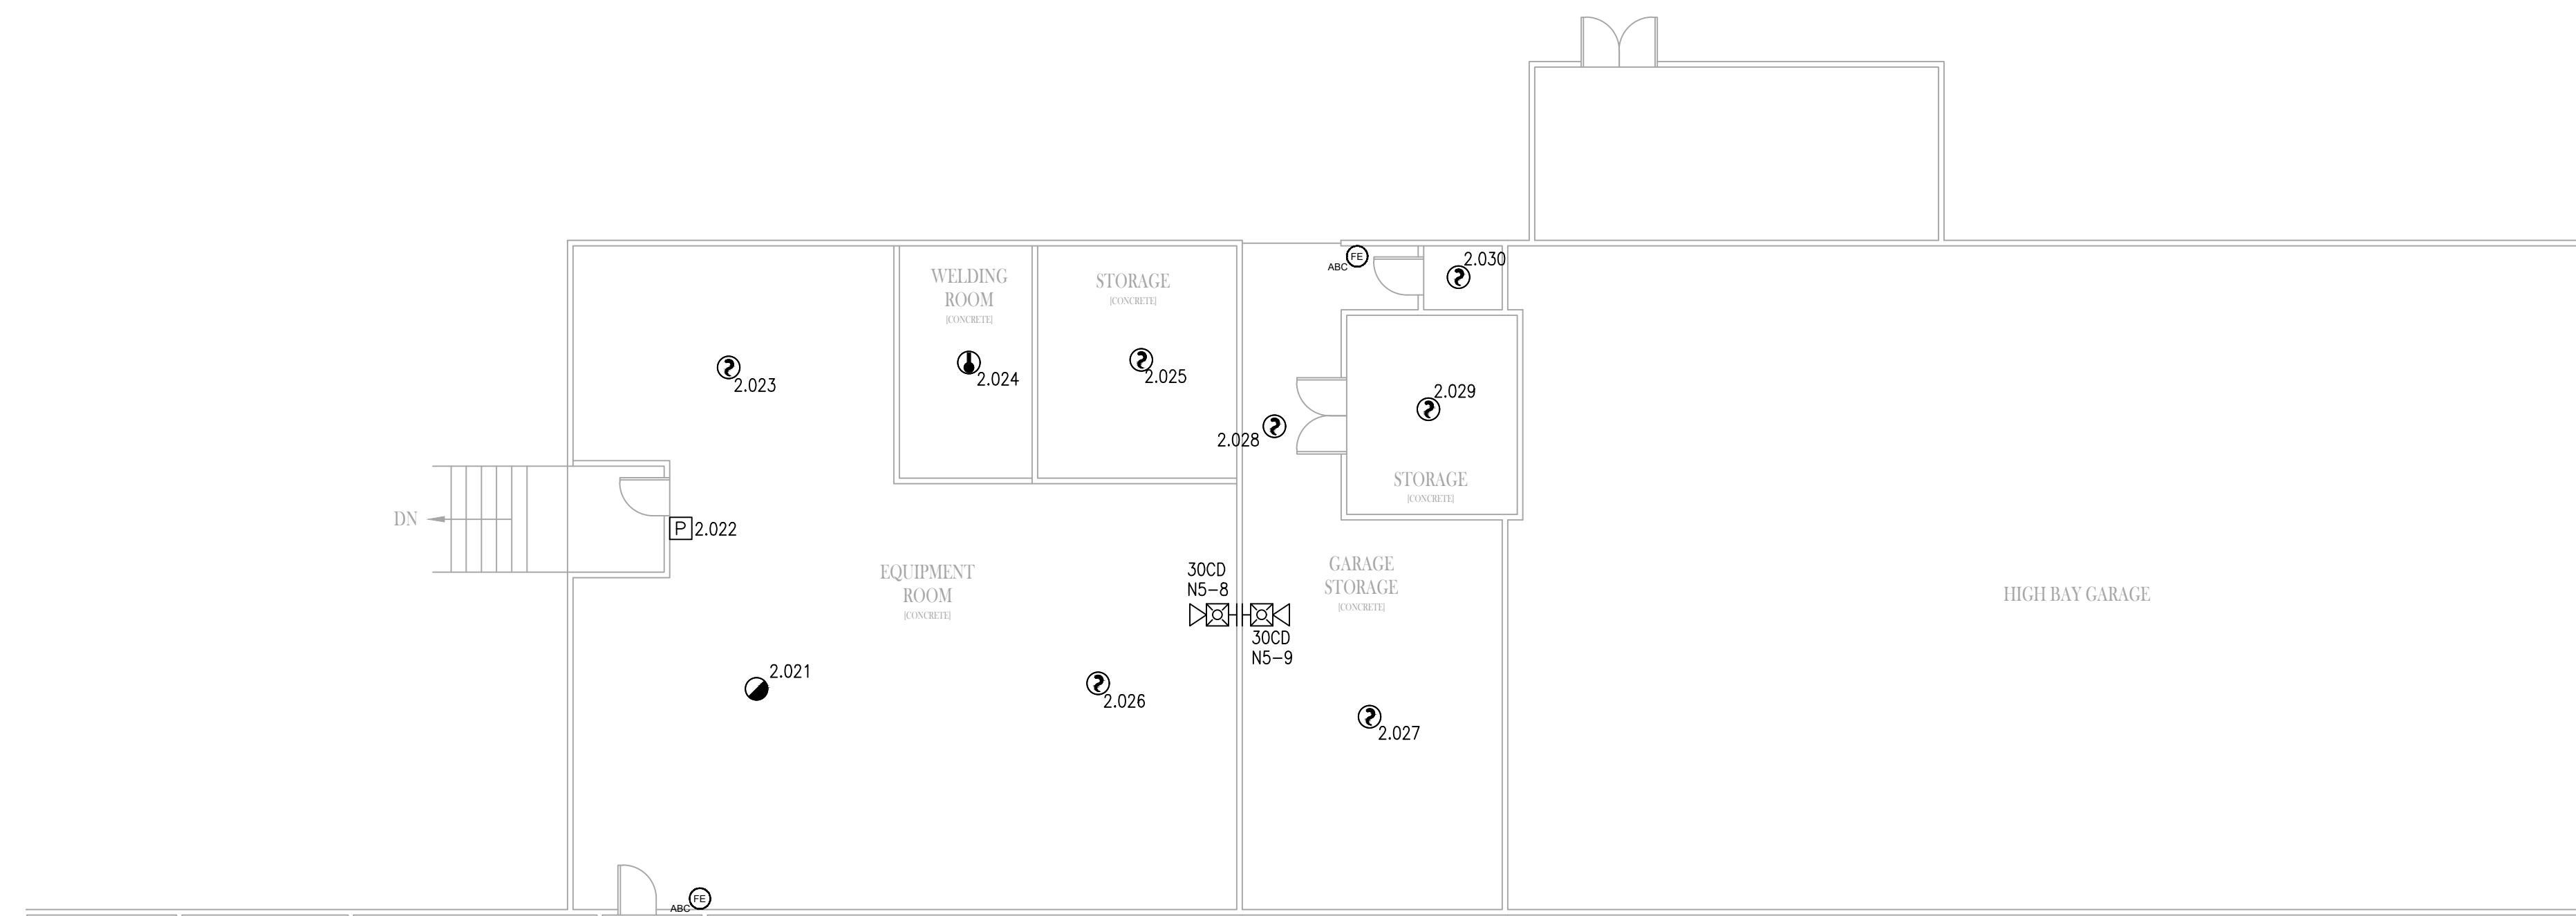 FE
ABC
2.030
WELDING
ROOM
[CONCRETE]
STORAGE
[CONCRETE]
2.023
2.024
2.025
2.029
2.028
STORAGE
[CONCRETE]
DN
P 2.022
EQUIPMENT
ROOM
[CONCRETE]
30CD
N5-8
GARAGE
STORAGE
[CONCRETE]
HIGH BAY GARAGE
30CD
N5-9
2.021
2.026
2.027
FE
ABC